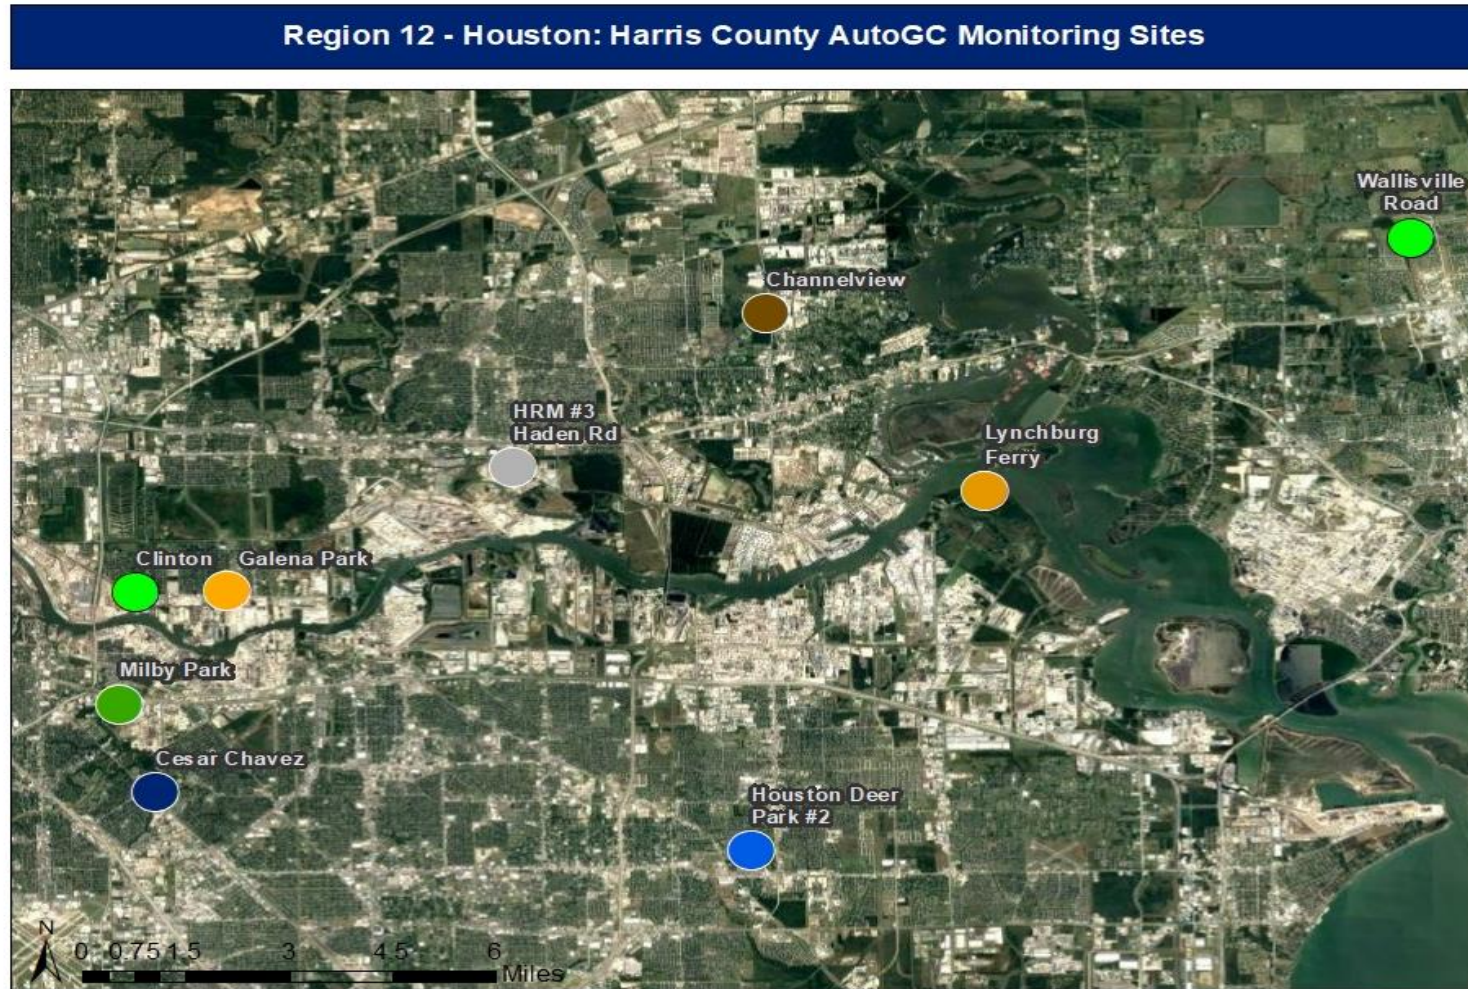 Region 12 - Houston: Harris County AutoGC Monitoring Sites
Wallisville
Road
Channelview
HRM #3
Haden Rd
Lynchburg
Ferry
Clinton
Galena Park
Milby Park
Cesar Chavez
Houston Deer
Park #2
N
0 0.75 1.5 3 4.5 6
Miles